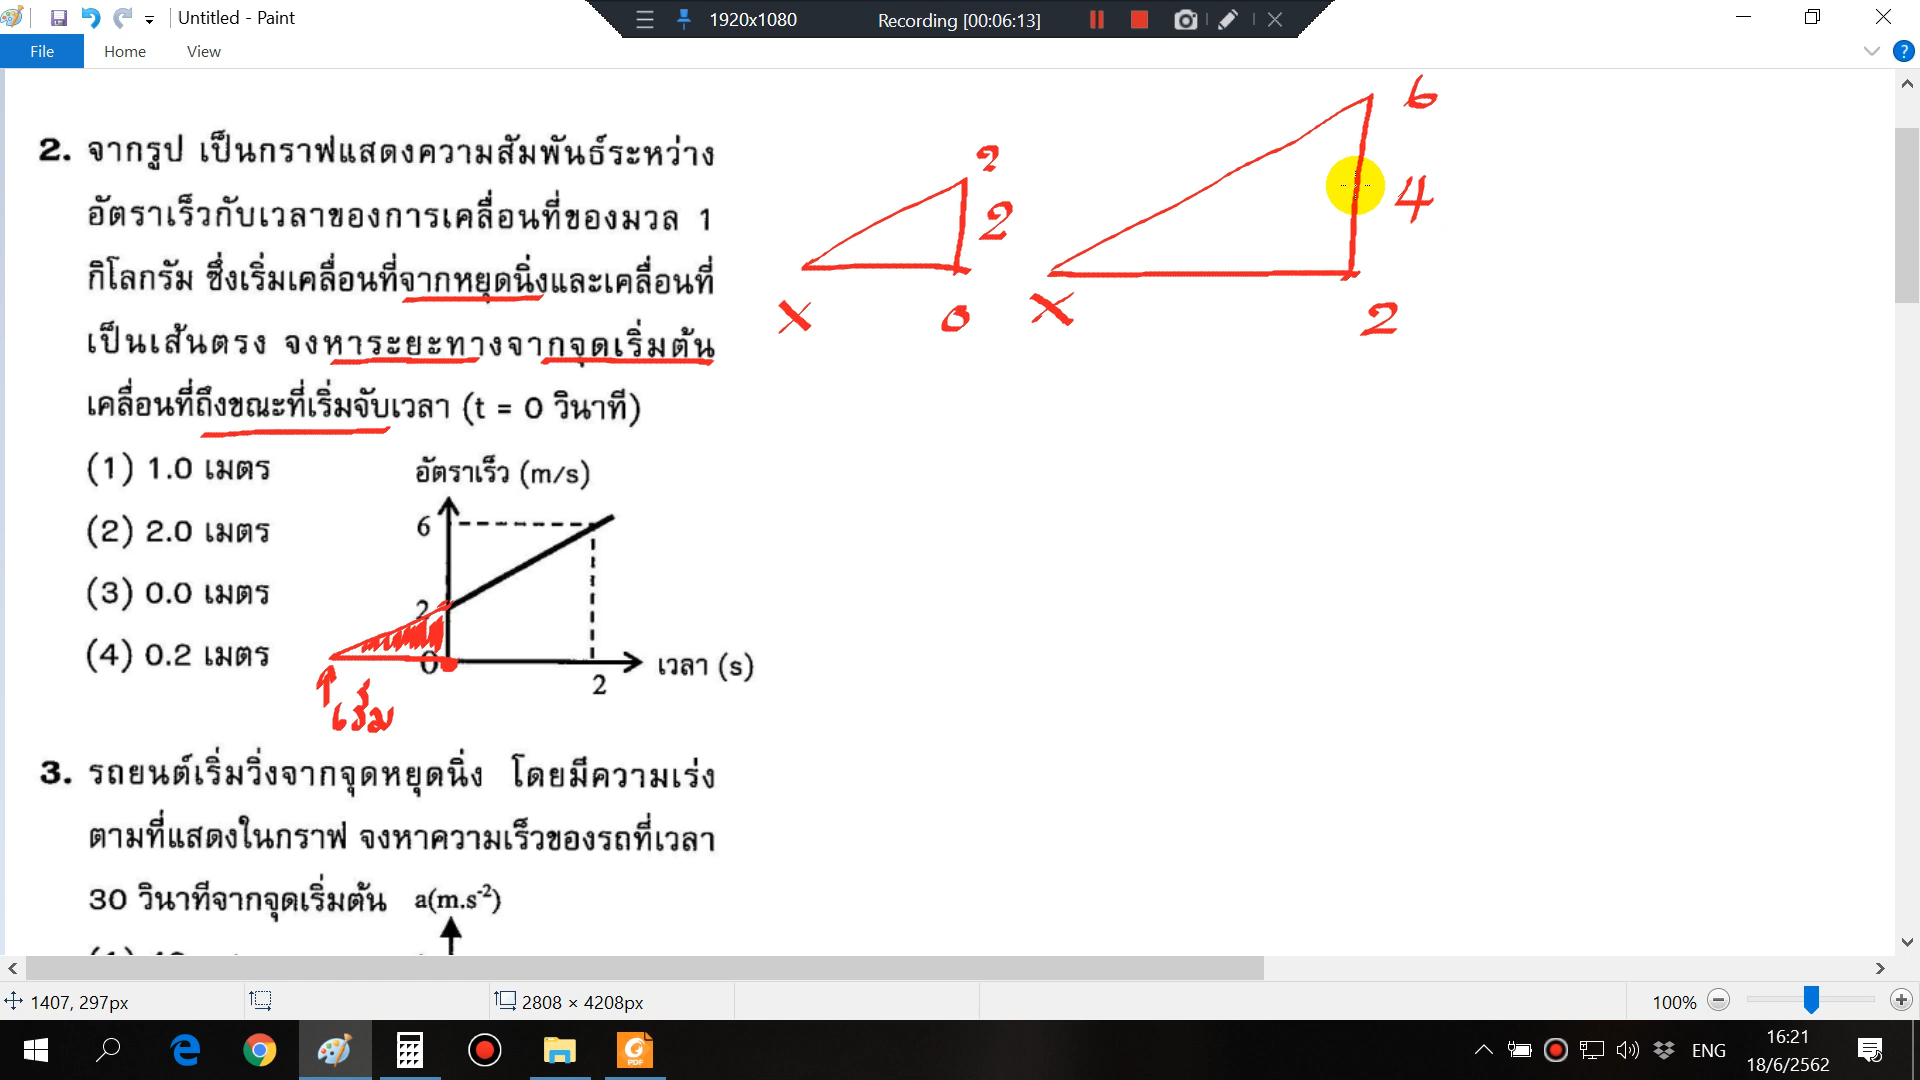 Untitled - Paint
1920x1080
Recording [00:06:13]
File
Home
View
2. จากรูป เป็นกราฟแสดงความสัมพันธ์ระหว่าง
อัตราเร็วกับเวลาของการเคลื่อนที่ของมวล 1
กิโลกรัม ซึ่งเริ่มเคลื่อนที่จากหยุดนิ่งและเคลื่อนที่
เป็นเส้นตรง จงหาระยะทางจากจุดเริ่มต้น
เคลื่อนที่ถึงขณะที่เริ่มจับเวลา (t = 0 วินาที)
(1) 1.0 เมตร
(2) 2.0 เมตร
(3) 0.0 เมตร
(4) 0.2 เมตร
อัตราเร็ว (m/s)
6
2
0
2
เวลา (s)
เริ่ม
2
2
X
0
6
4
X
2
3. รถยนต์เริ่มวิ่งจากจุดหยุดนิ่ง โดยมีความเร่ง
ตามที่แสดงในกราฟ จงหาความเร็วของรถที่เวลา
30 วินาทีจากจุดเริ่มต้น
a(m.s-2)
1407, 297px
2808 × 4208px
100%
PDF
ENG
16:21
18/6/2562